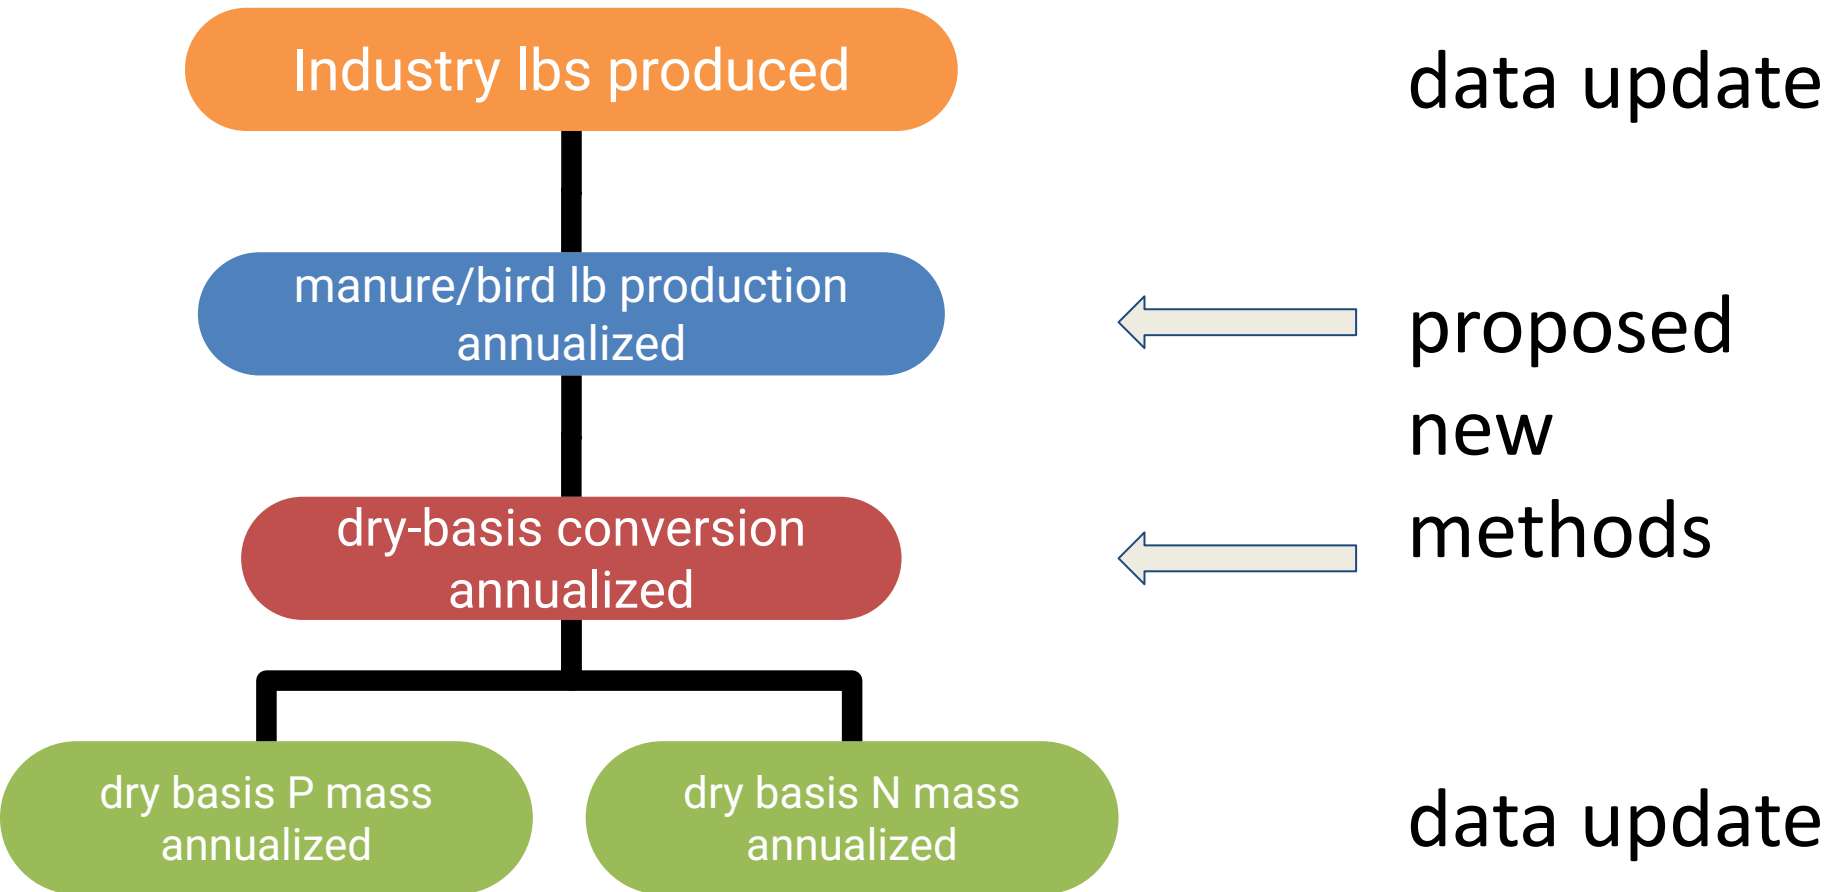 Industry lbs produced
data update
manure/bird lb production
annualized
proposed
new
methods
dry-basis conversion
annualized
dry basis P mass
annualized
dry basis N mass
annualized
data update